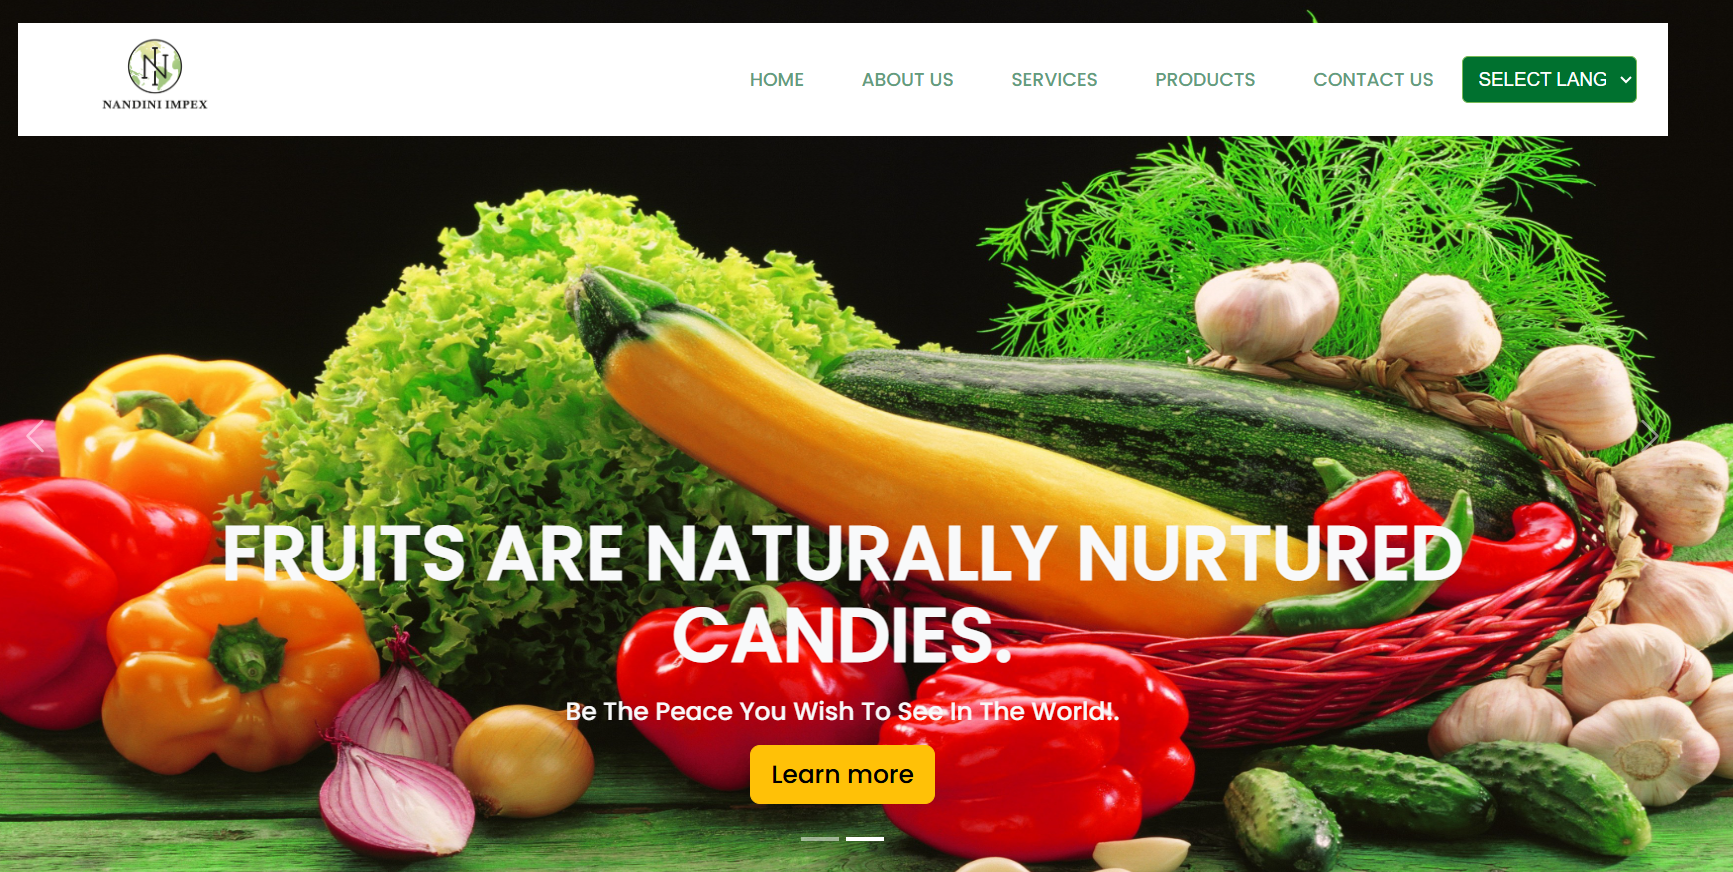 NANDINI IMPEX
HOME
ABOUT US
SERVICES
PRODUCTS
CONTACT US
SELECT LANG
FRUITS ARE NATURALLY NURTURED
CANDIES.
Be The Peace You Wish To See In The World!.
Learn more